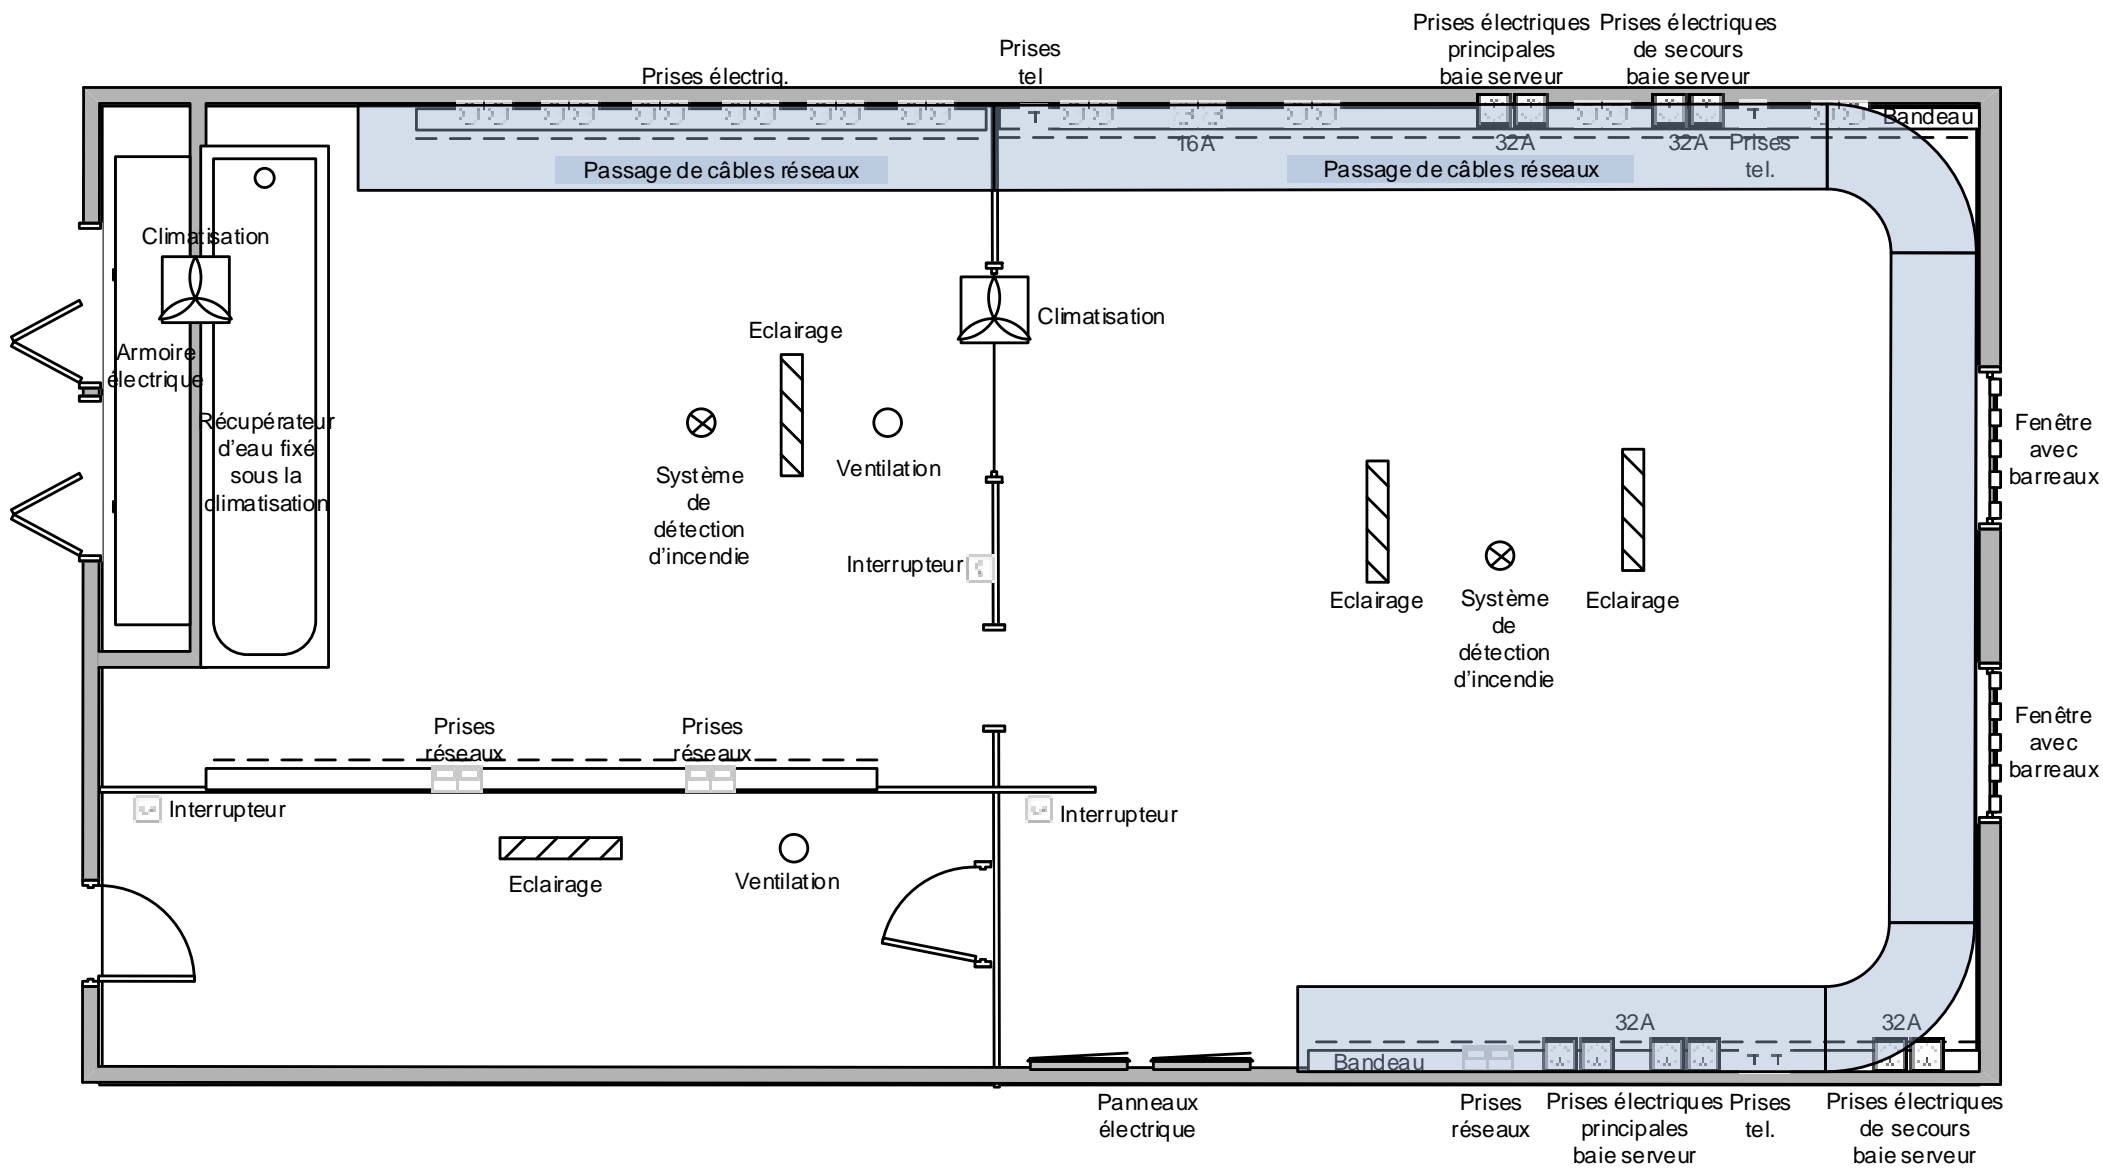 Prises électriques
principales
baie serveur
Prises électriques
de secours
baie serveur
Prises
tel
Prises électriq.
Bandeau
16A
32A
32A
Prises
tel.
Passage de câbles réseaux
Passage de câbles réseaux
Climatisation
Climatisation
Eclairage
Armoire
électrique
Récupérateur
d'eau fixé
sous la
climatisation
Système
de
détection
d'incendie
Ventilation
Interrupteur
Eclairage
Système
de
détection
d'incendie
Eclairage
Fenêtre
avec
barreaux
Fenêtre
avec
barreaux
Prises
réseaux
Prises
réseaux
Interrupteur
Interrupteur
Eclairage
Ventilation
32A
32A
Bandeau
Panneaux
électrique
Prises
réseaux
Prises électriques
principales
baie serveur
Prises
tel.
Prises électriques
de secours
baie serveur